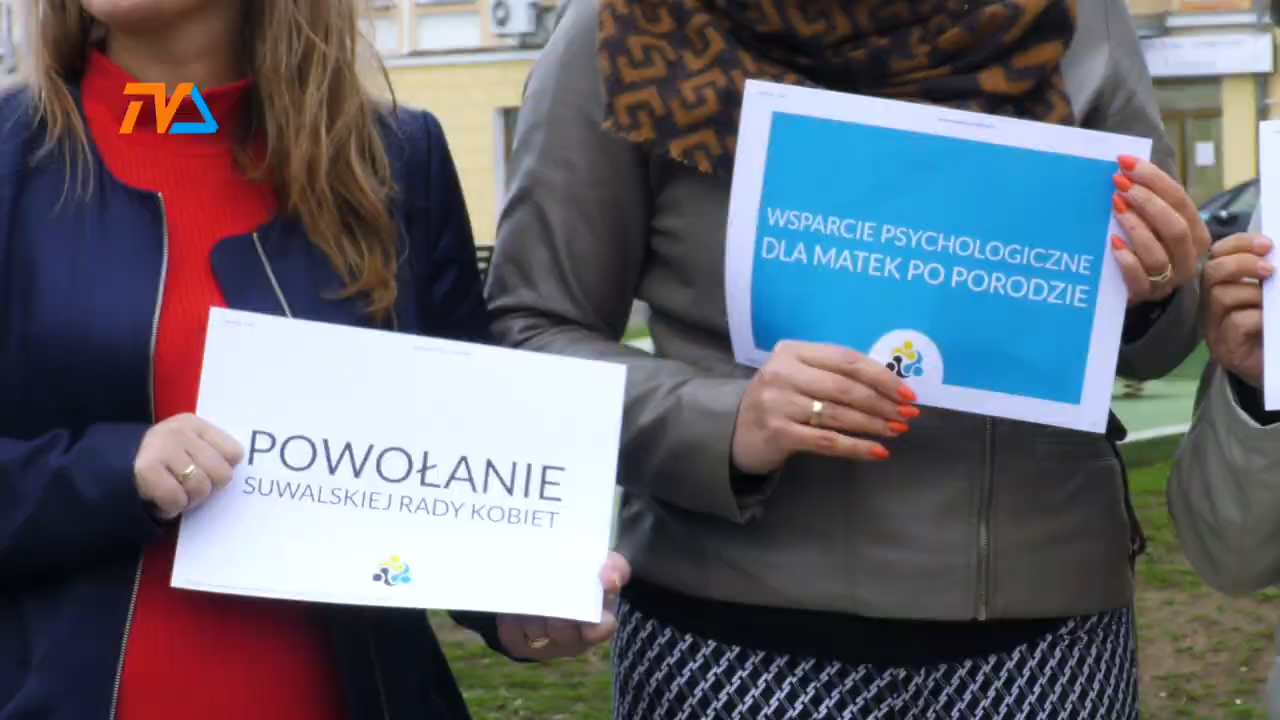 TVS
POWOŁANIE
SUWALSKIEJ RADY KOBIET
WSPARCIE PSYCHOLOGICZNE
DLA MATEK PO PORODZIE